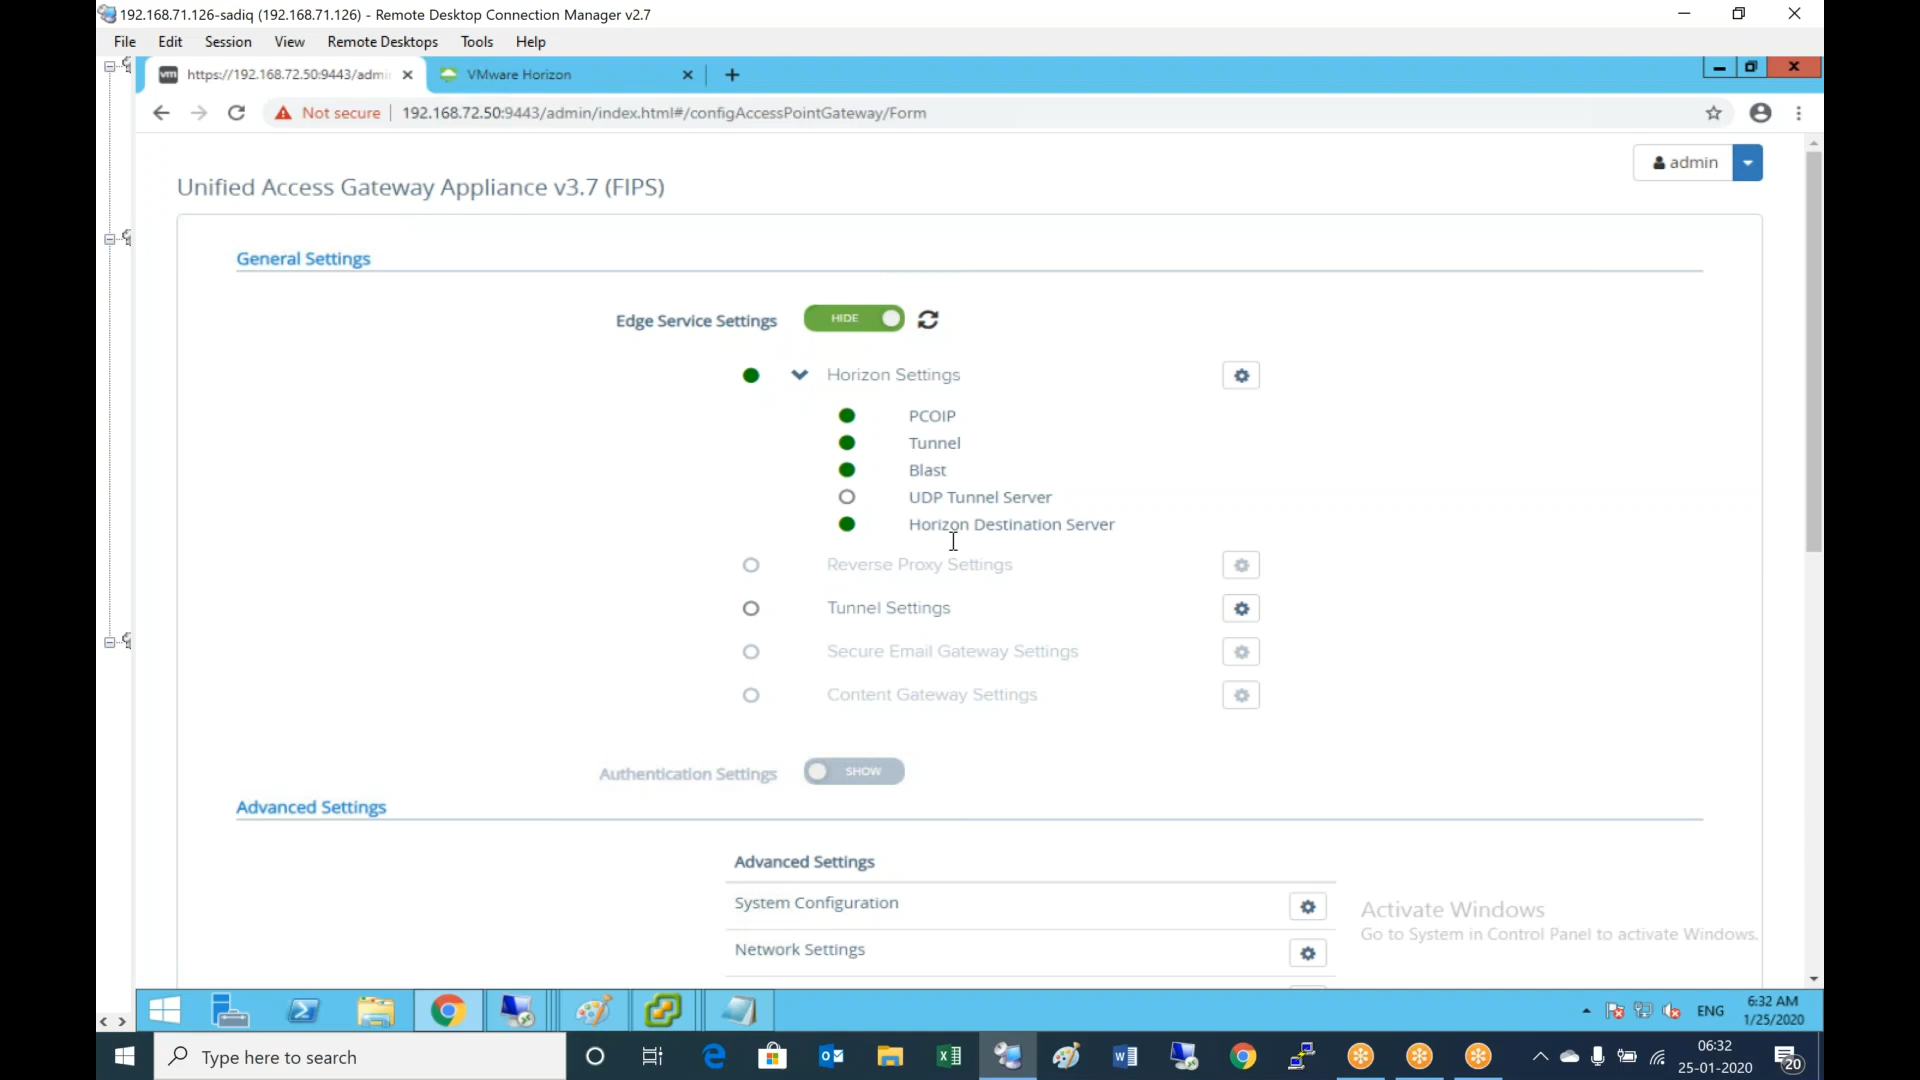 192.168.71.126-sadiq (192.168.71.126) - Remote Desktop Connection Manager v2.7
File Edit Session View Remote Desktops Tools Help
vm https://192.168.72.50:9443/admi VMware Horizon
Not secure 192.168.72.50:9443/admin/index.html#/configAccessPointGateway/Form
admin
Unified Access Gateway Appliance v3.7 (FIPS)
General Settings
Edge Service Settings HIDE
Horizon Settings
PCOIP
Tunnel
Blast
UDP Tunnel Server
Horizon Destination Server
Reverse Proxy Settings
Tunnel Settings
Secure Email Gateway Settings
Content Gateway Settings
Authentication Settings SHOW
Advanced Settings
Advanced Settings
System Configuration
Network Settings
Activate Windows
Go to System in Control Panel to activate Windows.
ENG 6:32 AM
1/25/2020
Type here to search
06:32
25-01-2020
20